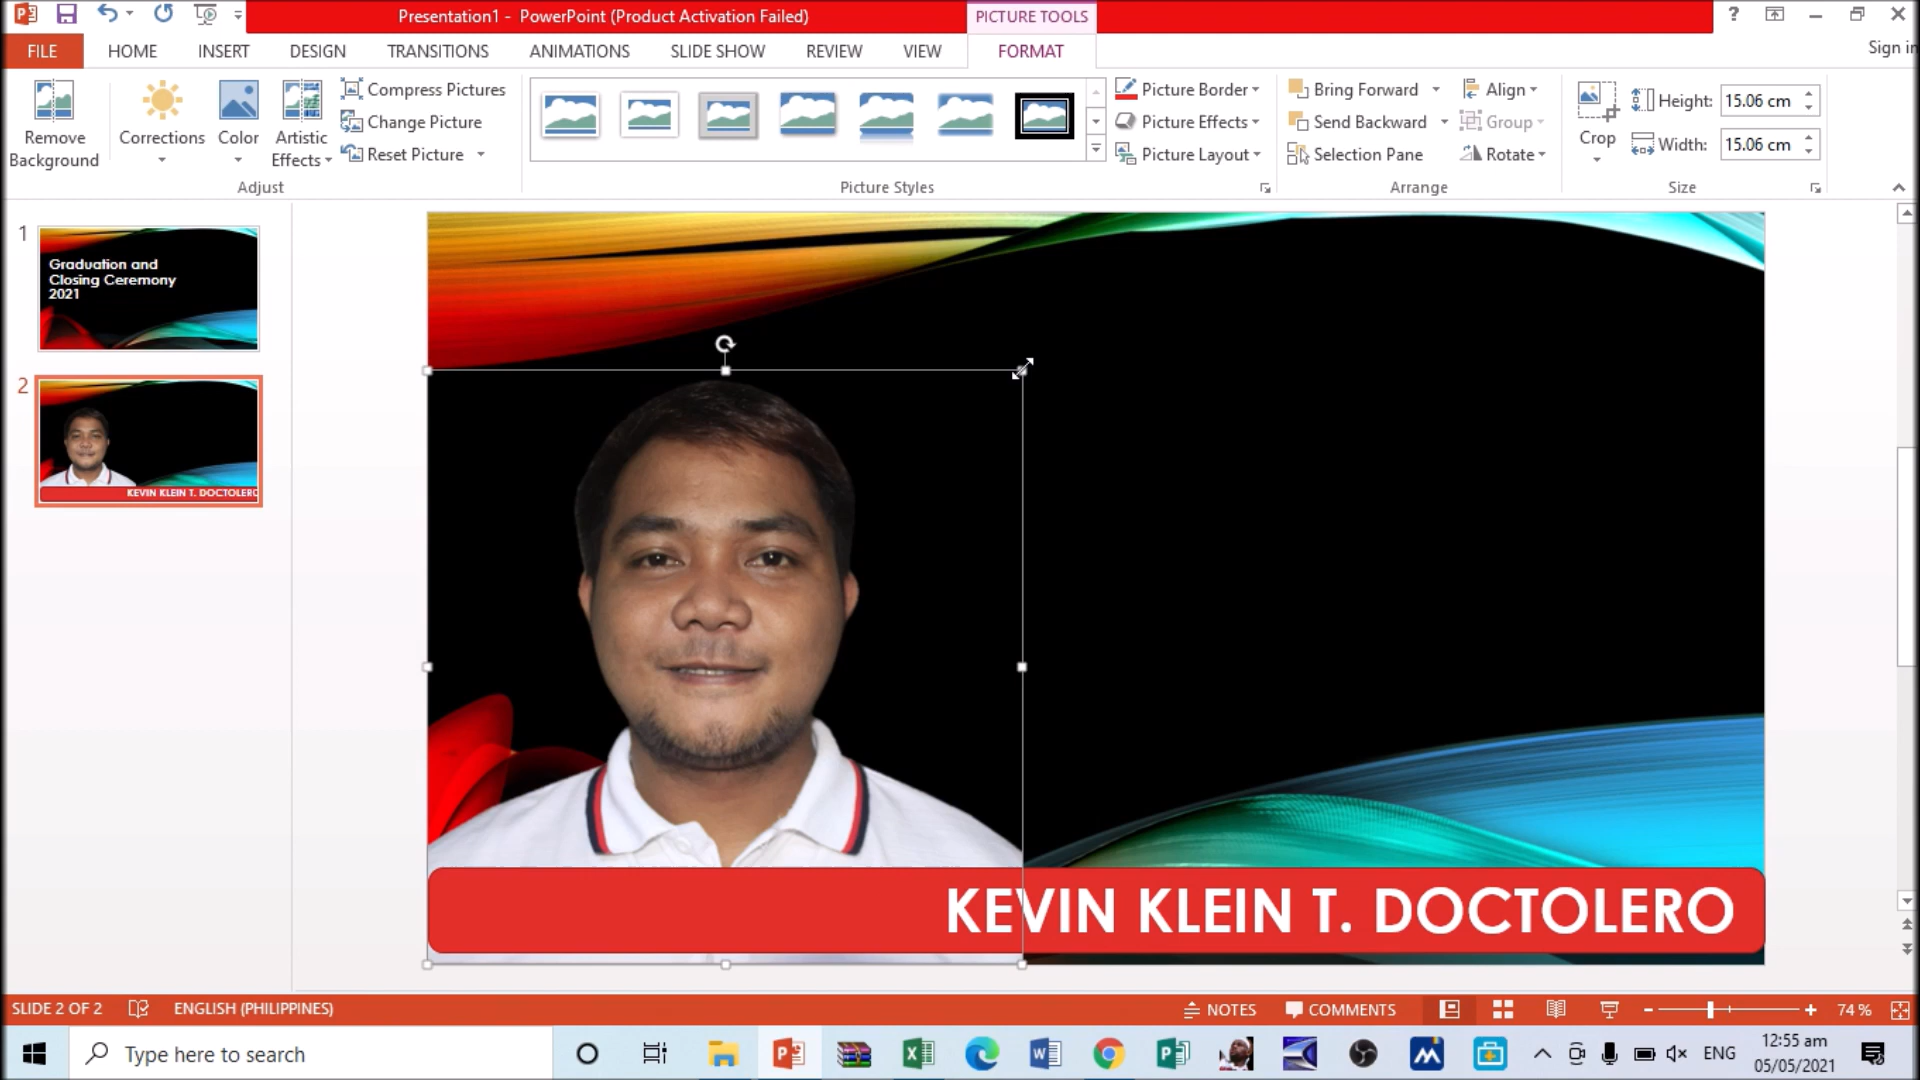 Presentation1 - PowerPoint (Product Activation Failed)
PICTURE TOOLS
?
FILE
HOME
INSERT
DESIGN
TRANSITIONS
ANIMATIONS
SLIDE SHOW
REVIEW
VIEW
FORMAT
Sign in
Remove
Background
Corrections
Color
Artistic
Effects
Compress Pictures
Change Picture
Reset Picture
Adjust
Picture Styles
Picture Border
Picture Effects
Picture Layout
Bring Forward
Send Backward
Selection Pane
Align
Group
Rotate
Arrange
Crop
Height: 15.06 cm
Width: 15.06 cm
Size
1
Graduation and
Closing Ceremony
2021
2
KEVIN KLEIN T. DOCTOLERO
KEVIN KLEIN T. DOCTOLERO
SLIDE 2 OF 2
ENGLISH (PHILIPPINES)
NOTES
COMMENTS
74 %
Type here to search
ENG
12:55 am
05/05/2021